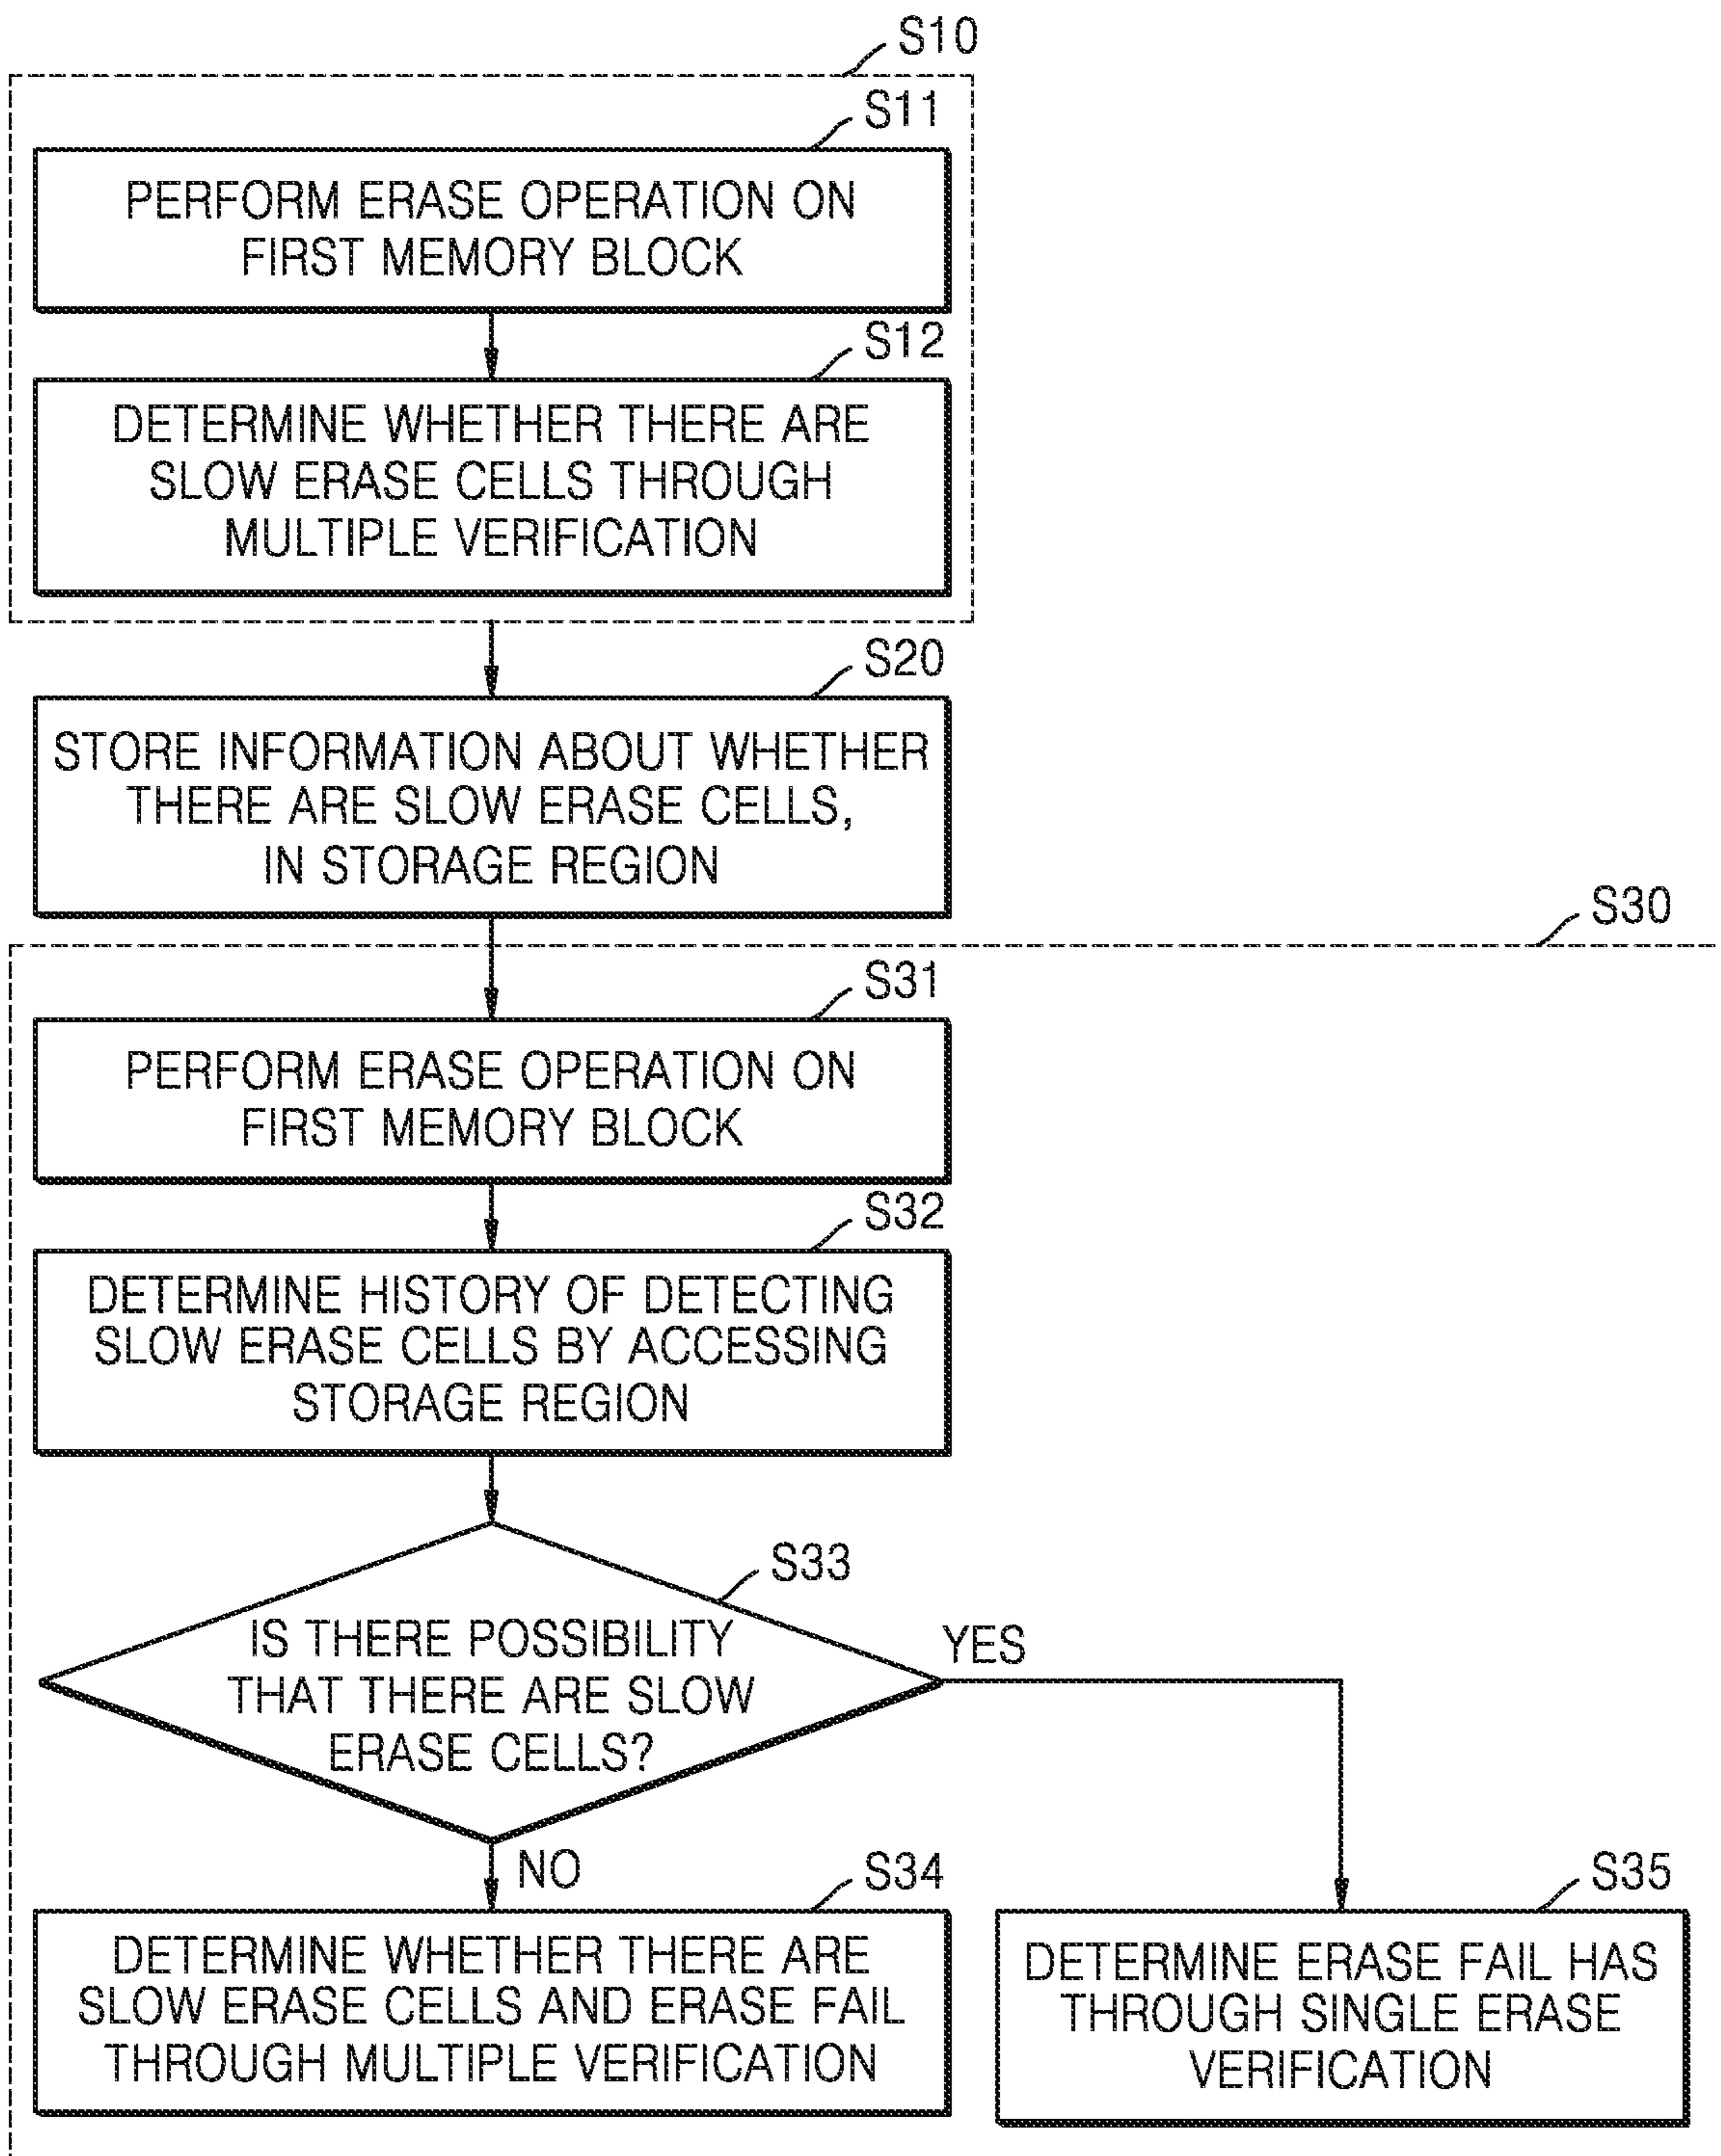 S10
S11
PERFORM ERASE OPERATION ON
FIRST MEMORY BLOCK
S12
DETERMINE WHETHER THERE ARE
SLOW ERASE CELLS THROUGH
MULTIPLE VERIFICATION
S20
STORE INFORMATION ABOUT WHETHER
THERE ARE SLOW ERASE CELLS,
IN STORAGE REGION
S30
S31
PERFORM ERASE OPERATION ON
FIRST MEMORY BLOCK
S32
DETERMINE HISTORY OF DETECTING
SLOW ERASE CELLS BY ACCESSING
STORAGE REGION
S33
IS THERE POSSIBILITY
THAT THERE ARE SLOW
ERASE CELLS?
YES
NO
S34
DETERMINE WHETHER THERE ARE
SLOW ERASE CELLS AND ERASE FAIL
THROUGH MULTIPLE VERIFICATION
S35
DETERMINE ERASE FAIL HAS
THROUGH SINGLE ERASE
VERIFICATION